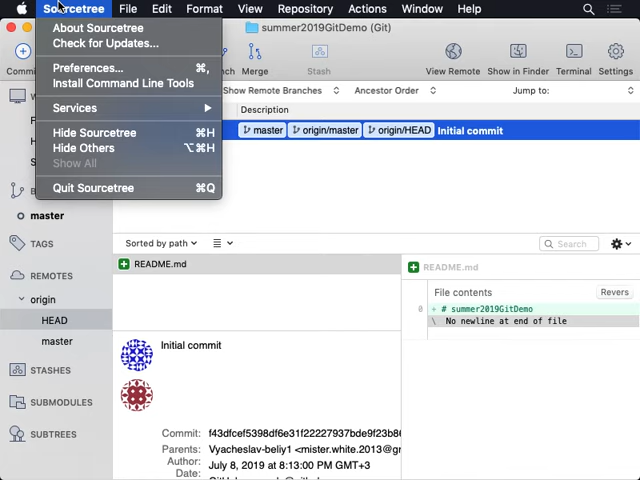 Sourcetree File Edit Format View Repository Actions Window Help
About Sourcetree
Check for Updates...
Preferences... ⌘,
Install Command Line Tools
Services
Hide Sourcetree ⌘H
Hide Others ⌥⌘H
Show All
Quit Sourcetree ⌘Q
summer2019GitDemo (Git)
Merge Stash View Remote Show in Finder Terminal Settings
Show Remote Branches Ancestor Order Jump to:
Description
master origin/master origin/HEAD Initial commit
master
TAGS
REMOTES
origin
HEAD
master
STASHES
SUBMODULES
SUBTREES
Sorted by path
Search
README.md
README.md
File contents Revers
0 + # summer2019GitDemo
\ No newline at end of file
Initial commit
Commit: f43dfcef5398df6e31f22227937bde9f23b8
Parents: Vyacheslav-beliy1 <mister.white.2013@gr
Author: July 8, 2019 at 8:13:00 PM GMT+3
Date: